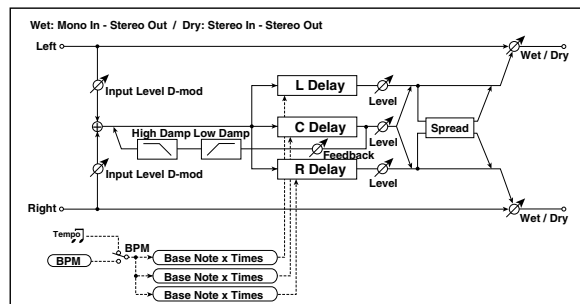 Wet: Mono In - Stereo Out / Dry: Stereo In - Stereo Out
Left
Wet / Dry
Input Level D-mod
L Delay
Level
High Damp Low Damp
C Delay
Level
Spread
Feedback
Input Level D-mod
R Delay
Level
Right
Wet / Dry
Tempo
BPM
BPM
Base Note x Times
Base Note x Times
Base Note x Times